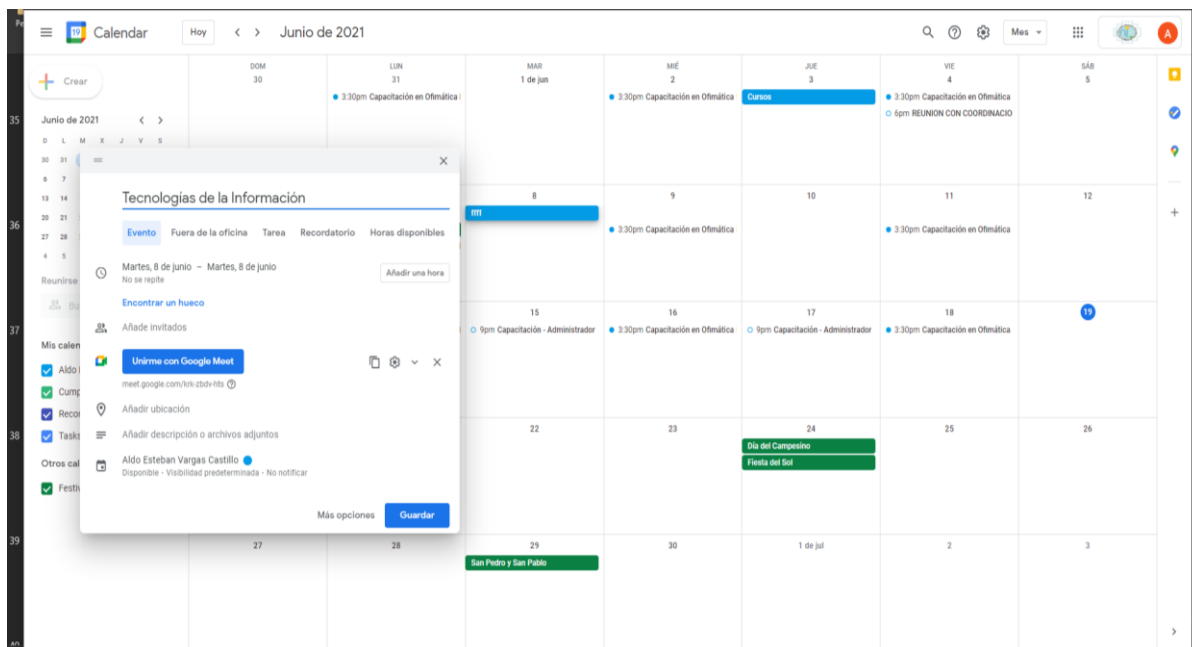 Pe
19 Calendar Hoy Junio de 2021 Mes A
Crear
DOM LUN MAR MIÉ JUE VIE SÁB
30 31 1 de jun 2 3 4 5
3:30pm Capacitación en Ofimática
3:30pm Capacitación en Ofimática
Cursos
3:30pm Capacitación en Ofimática
6pm REUNION CON COORDINACIO
35
Junio de 2021
D L M X J V S
30 31
6 7
13 14
20 21
27 28
4 5
36
Reunirse
37
Mis calen
Aldo
Cump
Recor
Tasks
38
Otros cal
Festiv
39
40
Tecnologías de la Información
Evento Fuera de la oficina Tarea Recordatorio Horas disponibles
Martes, 8 de junio – Martes, 8 de junio Añadir una hora
No se repite
Encontrar un hueco
Añade invitados
Unirme con Google Meet
meet.google.com/krk-zbdv-hts
Añadir ubicación
Añadir descripción o archivos adjuntos
Aldo Esteban Vargas Castillo
Disponible - Visibilidad predeterminada - No notificar
Más opciones Guardar
8 9 10 11 12
ffff
3:30pm Capacitación en Ofimática
3:30pm Capacitación en Ofimática
15 16 17 18 19
9pm Capacitación - Administrador
3:30pm Capacitación en Ofimática
9pm Capacitación - Administrador
3:30pm Capacitación en Ofimática
22 23 24 25 26
Día del Campesino
Fiesta del Sol
27 28 29 30 1 de jul 2 3
San Pedro y San Pablo